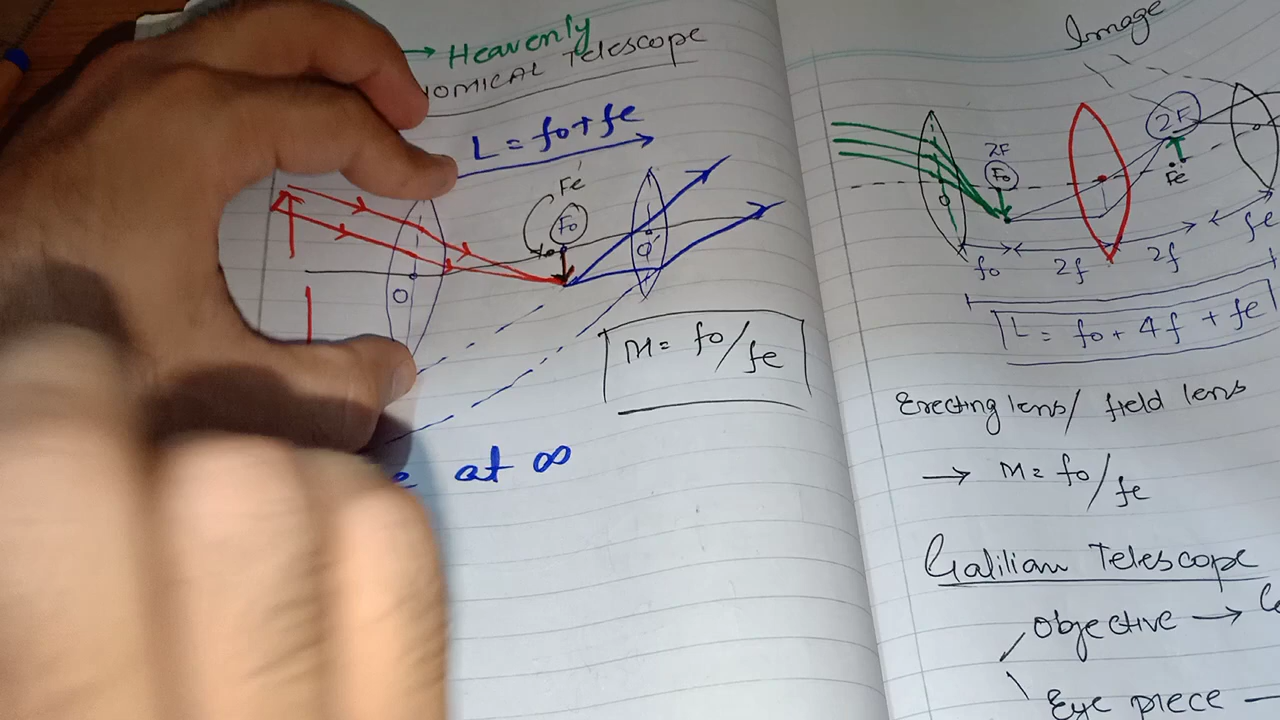 → Heavenly
NOMICAL Telescope
L = fo + fe
Fe
Fo
O
O'
M = fo/fe
at ∞
Image
2F
Fo
O
2F
Fe
O
fo
2f
2f
fe
L = fo + 4f + fe
Erecting lens/ field lens
→ M = fo/fe
Galilian Telescope
Objective →
Eye piece —